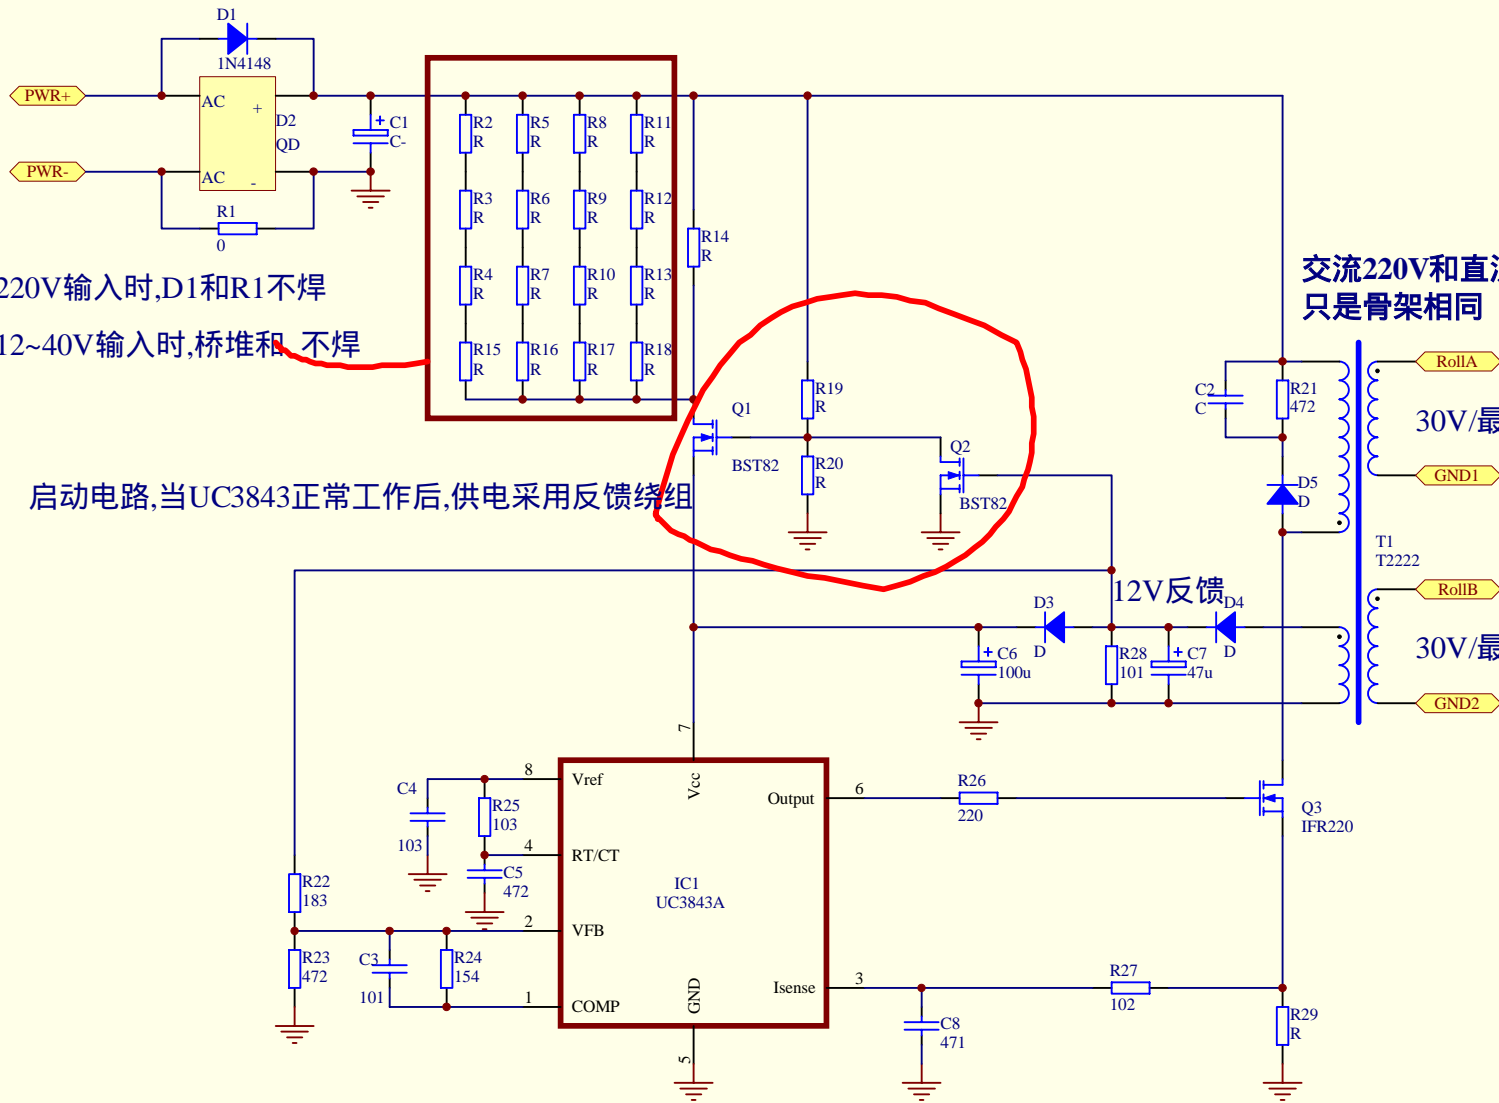 D1
1N4148
PWR+
AC
+
D2
QD
PWR-
AC
-
R1
0
+
C1
C-
R2
R
R5
R
R8
R
R11
R
R3
R
R6
R
R9
R
R12
R
R4
R
R7
R
R10
R
R13
R
R15
R
R16
R
R17
R
R18
R
R14
R
220V输入时,D1和R1不焊
12~40V输入时,桥堆和 不焊
交流220V和直流
只是骨架相同
启动电路,当UC3843正常工作后,供电采用反馈绕组
Q1
BST82
R19
R
R20
R
Q2
BST82
C2
C
R21
472
D5
D
RollA
30V/最
GND1
T1
T2222
RollB
30V/最
GND2
12V反馈
D3
D
D4
D
+
C6
100u
R28
101
+
C7
47u
7
Vcc
8
Vref
C4
103
R25
103
4
RT/CT
C5
472
R22
183
2
VFB
R23
472
C3
101
R24
154
1
COMP
IC1
UC3843A
GND
5
Output
6
R26
220
Q3
IFR220
Isense
3
R27
102
C8
471
R29
R